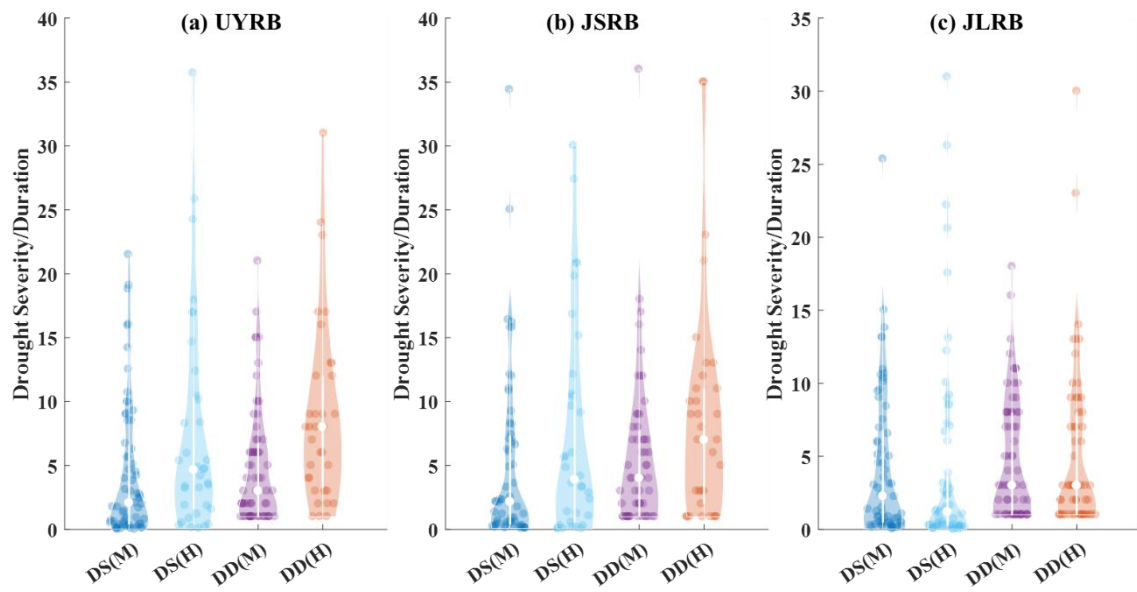 (a) UYRB
Drought Severity/Duration
40
35
30
25
20
15
10
5
0
DS(M)
DS(H)
DD(M)
DD(H)
(b) JSRB
Drought Severity/Duration
40
35
30
25
20
15
10
5
0
DS(M)
DS(H)
DD(M)
DD(H)
(c) JLRB
Drought Severity/Duration
35
30
25
20
15
10
5
0
DS(M)
DS(H)
DD(M)
DD(H)